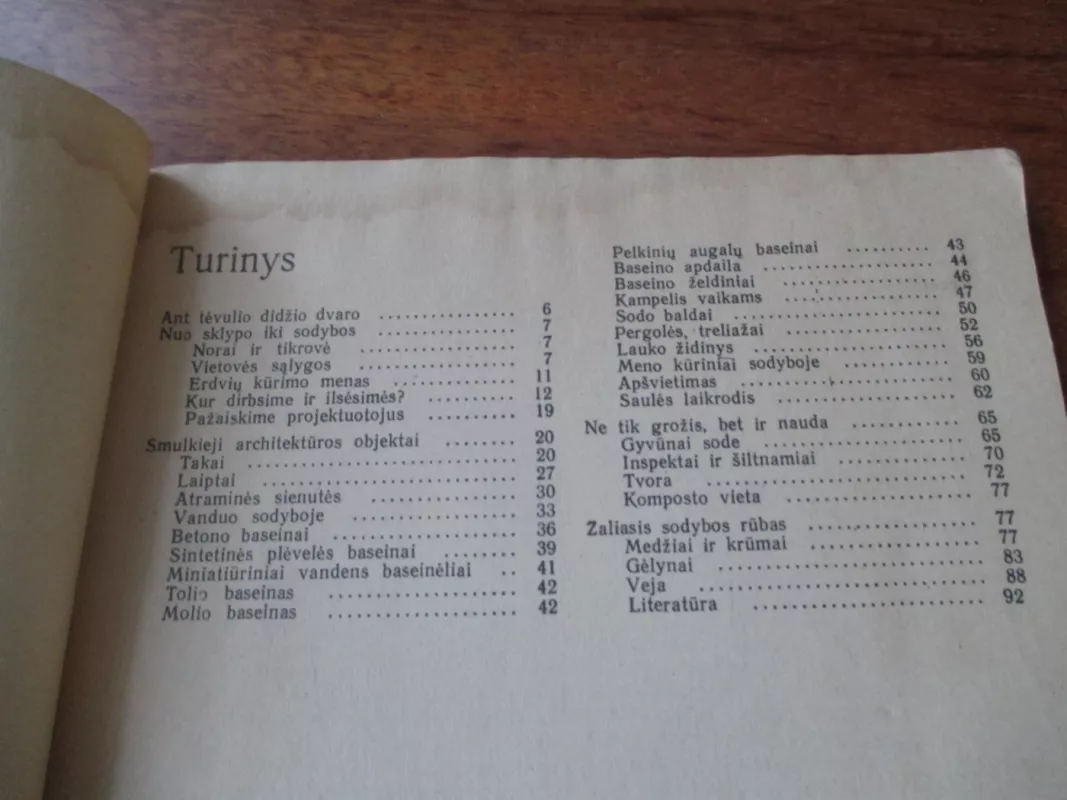 Turinys
Ant tėvulio didžio dvaro ................ 6
Nuo sklypo iki sodybos ................ 7
Norai ir tikrovė .................. 7
Vietovės sąlygos .................. 7
Erdvių kūrimo menas .............. 11
Kur dirbsime ir ilsėsimės? .......... 12
Pažaiskime projektuotojus .......... 19
Smulkieji architektūros objektai ........ 20
Takai .............................. 20
Laiptai ............................ 27
Atraminės sienutės ................ 30
Vanduo sodyboje .................. 33
Betono baseinai .................... 36
Sintetinės plėvelės baseinai ........ 39
Miniatiūriniai vandens baseinėliai .. 41
Tolio baseinas .................... 42
Molio baseinas .................... 42
Pelkinių augalų baseinai .......... 43
Baseino apdaila .................... 44
Baseino želdiniai .................. 46
Kampelis vaikams .................. 47
Sodo baldai ........................ 50
Pergolės, treliažai .................. 52
Lauko židinys ...................... 56
Meno kūriniai sodyboje ............ 59
Apšvietimas ........................ 60
Saulės laikrodis .................... 62
Ne tik grožis, bet ir nauda ............ 65
Gyvūnai sode ...................... 65
Inspektai ir šiltnamiai .............. 70
Tvora .............................. 72
Komposto vieta .................... 77
Žaliasis sodybos rūbas ................ 77
Medžiai ir krūmai .................. 77
Gėlynai ............................ 83
Veja .............................. 88
Literatūra .......................... 92